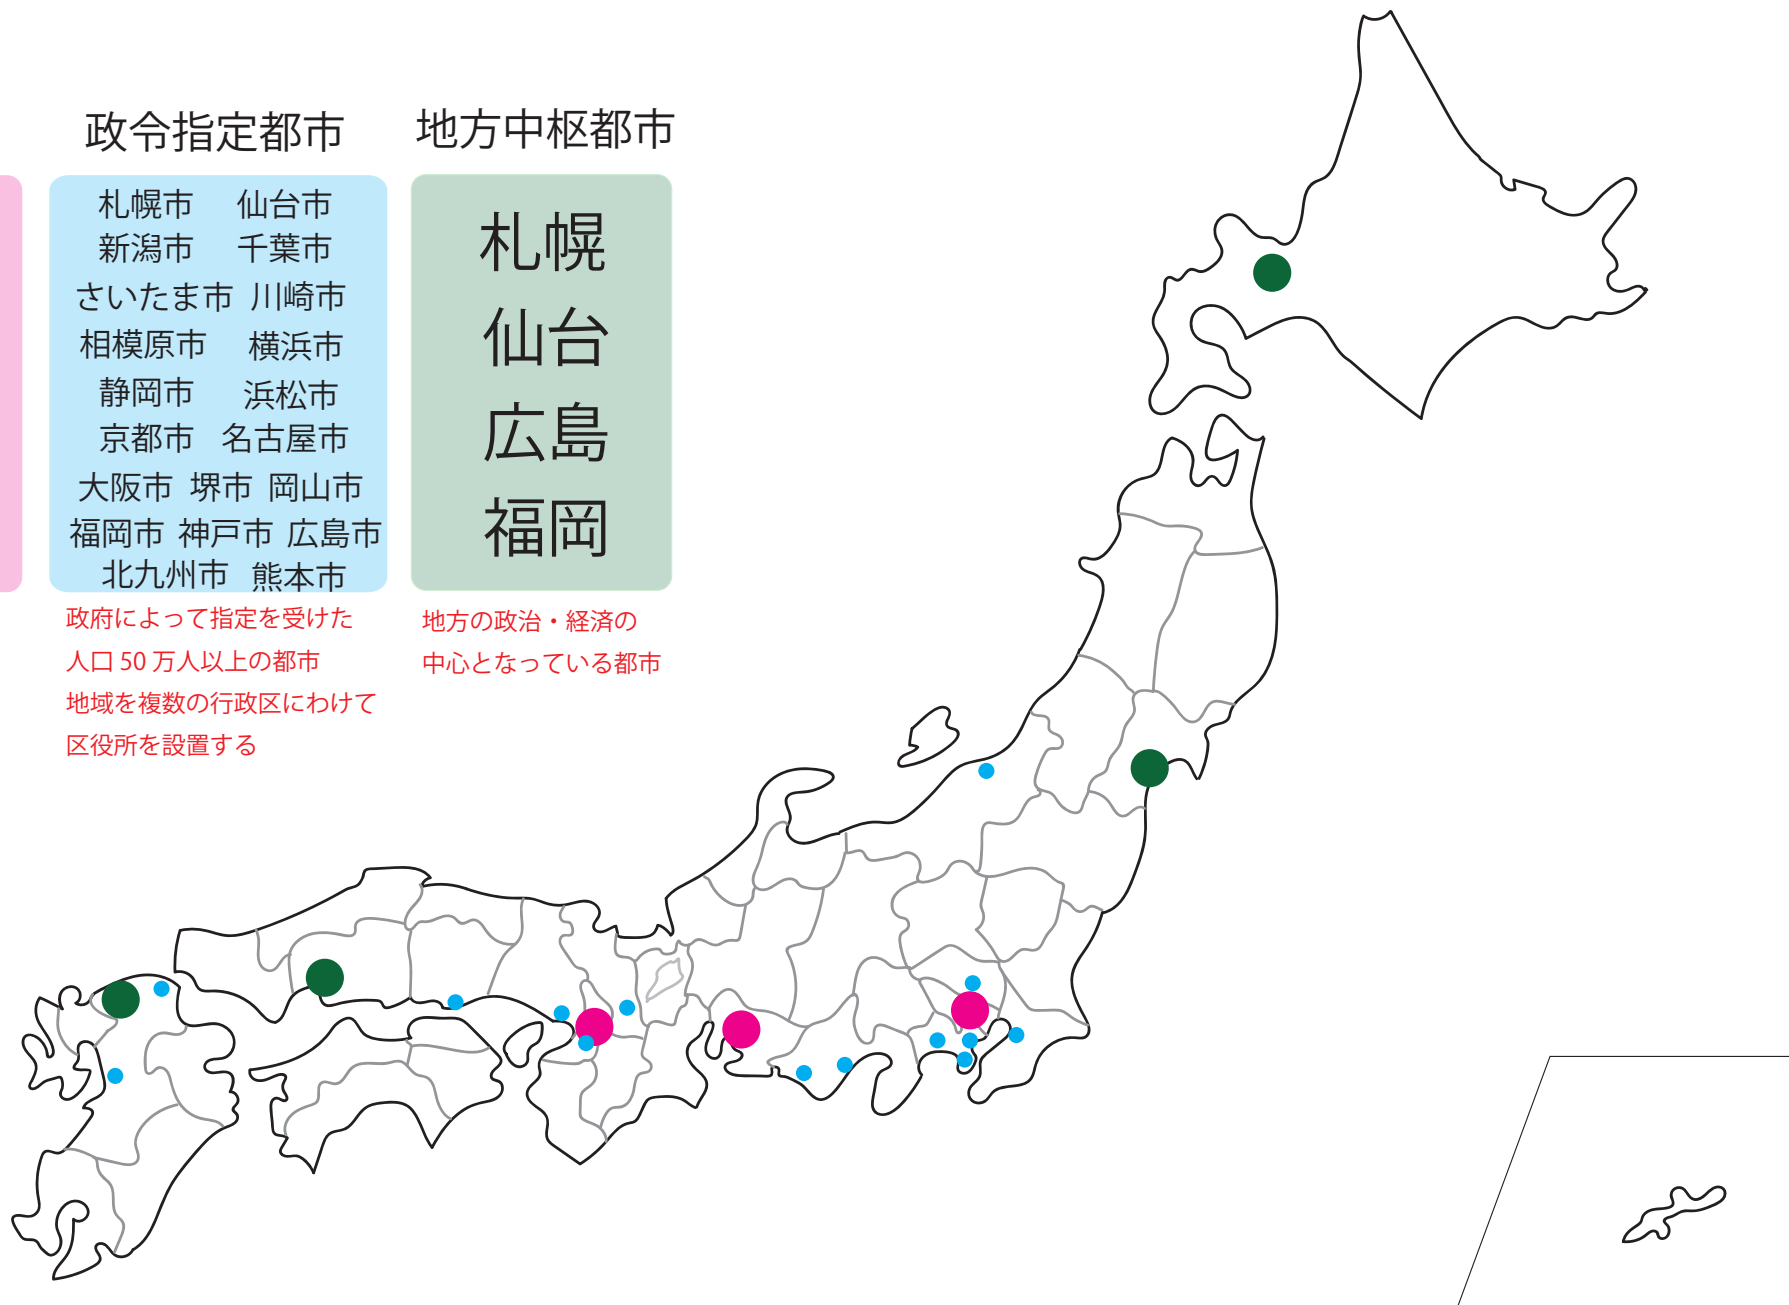 政令指定都市
札幌市 仙台市
新潟市 千葉市
さいたま市 川崎市
相模原市 横浜市
静岡市 浜松市
京都市 名古屋市
大阪市 堺市 岡山市
福岡市 神戸市 広島市
北九州市 熊本市
政府によって指定を受けた
人口 50 万人以上の都市
地域を複数の行政区にわけて
区役所を設置する
地方中枢都市
札幌
仙台
広島
福岡
地方の政治・経済の
中心となっている都市